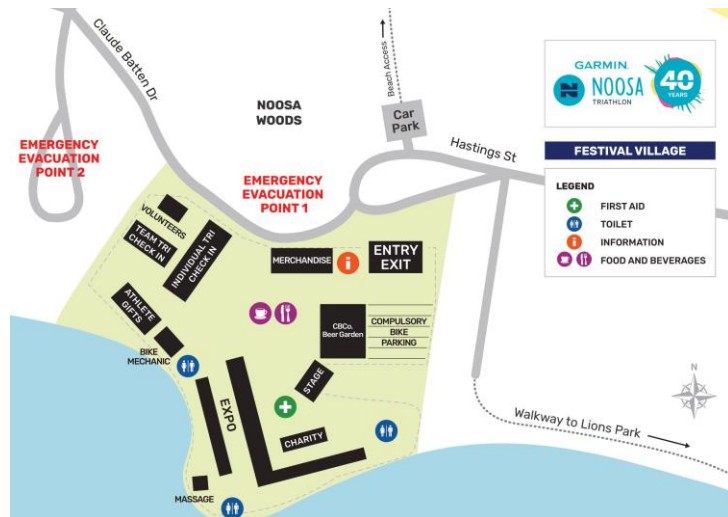 Claude Batten Dr
Beach Access
NOOSA
WOODS
Car
Park
Hastings St
EMERGENCY
EVACUATION
POINT 2
EMERGENCY
EVACUATION
POINT 1
VOLUNTEERS
TEAM TRI
CHECK IN
INDIVIDUAL TRI
CHECK IN
MERCHANDISE
i
ENTRY
EXIT
ATHLETE
GIFTS
BIKE
MECHANIC
CBCo.
Beer Garden
COMPULSORY
BIKE
PARKING
STAGE
EXPO
CHARITY
MASSAGE
Walkway to Lions Park
N
GARMIN
N
NOOSA
TRIATHLON
40
YEARS
FESTIVAL VILLAGE
LEGEND
FIRST AID
TOILET
i
INFORMATION
FOOD AND BEVERAGES